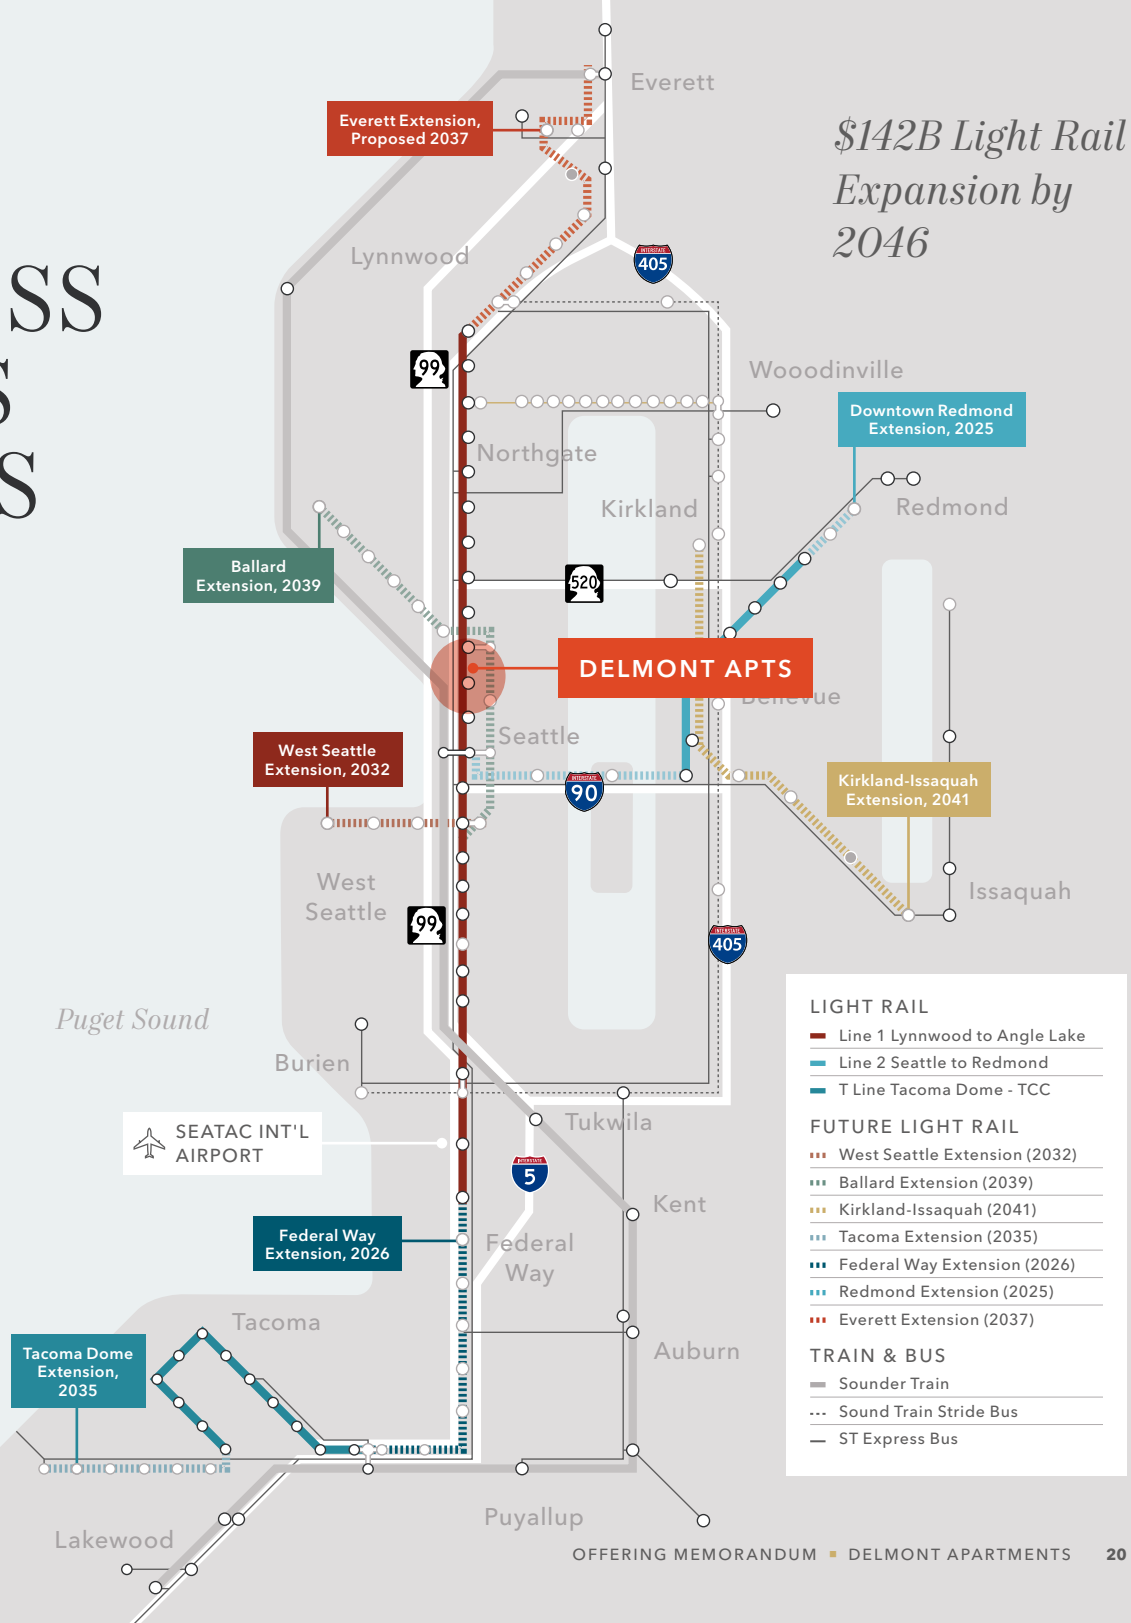 Everett
Everett Extension,
Proposed 2037
$142B Light Rail
Expansion by
2046
Lynnwood
INTERSTATE
405
SS
S
S
99
Wooodinville
Downtown Redmond
Extension, 2025
Northgate
Kirkland
Redmond
Ballard
Extension, 2039
520
DELMONT APTS
Bellevue
Seattle
West Seattle
Extension, 2032
INTERSTATE
90
Kirkland-Issaquah
Extension, 2041
West
Seattle
99
Issaquah
INTERSTATE
405
Puget Sound
Burien
Tukwila
SEATAC INT'L
AIRPORT
INTERSTATE
5
Kent
Federal Way
Extension, 2026
Federal
Way
Tacoma
Tacoma Dome
Extension,
2035
Auburn
Puyallup
Lakewood
LIGHT RAIL
Line 1 Lynnwood to Angle Lake
Line 2 Seattle to Redmond
T Line Tacoma Dome - TCC
FUTURE LIGHT RAIL
West Seattle Extension (2032)
Ballard Extension (2039)
Kirkland-Issaquah (2041)
Tacoma Extension (2035)
Federal Way Extension (2026)
Redmond Extension (2025)
Everett Extension (2037)
TRAIN & BUS
Sounder Train
Sound Train Stride Bus
ST Express Bus
OFFERING MEMORANDUM ▪ DELMONT APARTMENTS 20